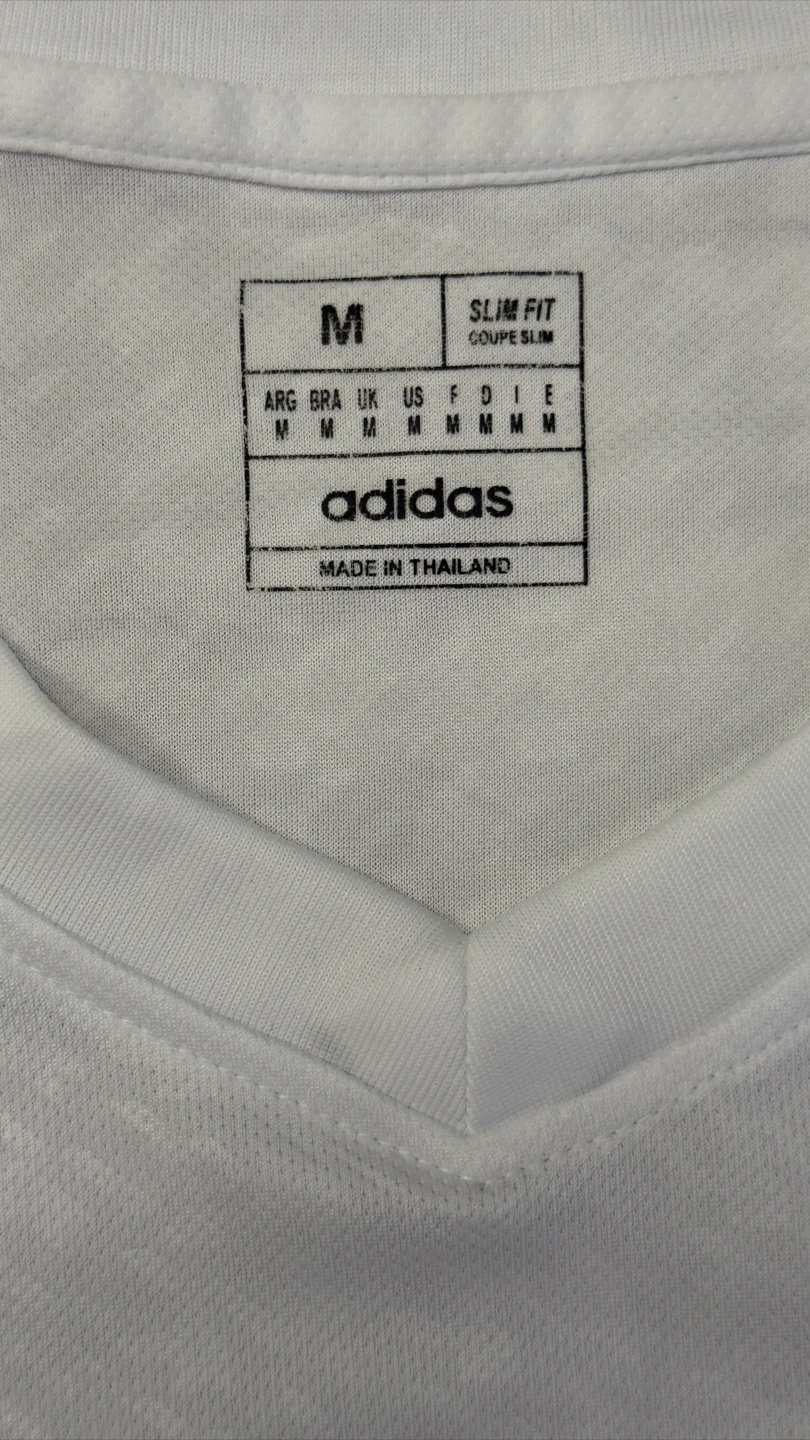 M
SLIM FIT
COUPE SLIM
ARG BRA UK US F D I E
M M M M M M M M
adidas
MADE IN THAILAND